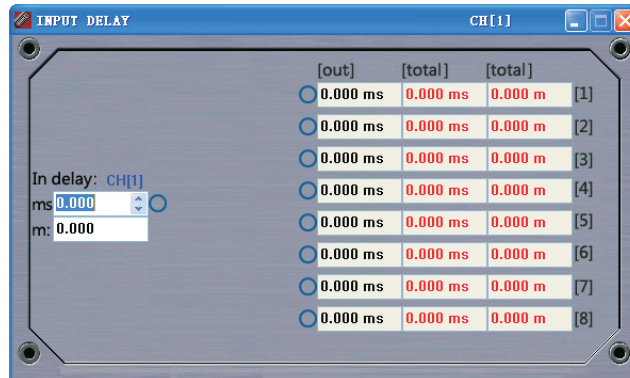 INPUT DELAY CH[1]
[out] [total] [total]
0.000 ms 0.000 ms 0.000 m [1]
0.000 ms 0.000 ms 0.000 m [2]
0.000 ms 0.000 ms 0.000 m [3]
In delay: CH[1]
0.000 ms 0.000 ms 0.000 m [4]
ms 0.000
0.000 ms 0.000 ms 0.000 m [5]
m: 0.000
0.000 ms 0.000 ms 0.000 m [6]
0.000 ms 0.000 ms 0.000 m [7]
0.000 ms 0.000 ms 0.000 m [8]